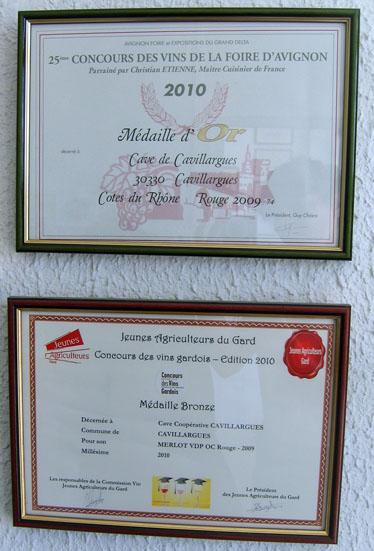 AVIGNON FOIRE et EXPOSITIONS DU GRAND DELTA
25ème CONCOURS DES VINS DE LA FOIRE D'AVIGNON
Parrainé par Christian ETIENNE, Maître Cuisinier de France
2010
Médaille d'Or
décerné à
Cave de Cavillargues
30330 Cavillargues
Cotes du Rhône Rouge 2009 74
Le Président, Guy Chière
Jeunes Agriculteurs du Gard
Jeunes
Agriculteurs
Concours des vins gardois – Edition 2010
Jeunes Agriculteurs
Gard
Concours
des Vins
Gardois
Médaille Bronze
Décernée à Cave Coopérative CAVILLARGUES
Commune de CAVILLARGUES
Pour son MERLOT VDP OC Rouge - 2009
Millésime 2010
Les responsables de la Commission Viti
Jeunes Agriculteurs du Gard
Le Président
des Jeunes Agriculteurs du Gard